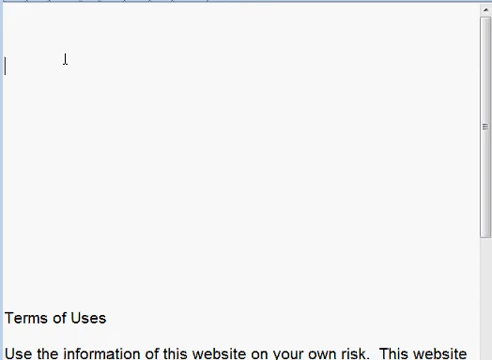 Terms of Uses
Use the information of this website on your own risk.  This website